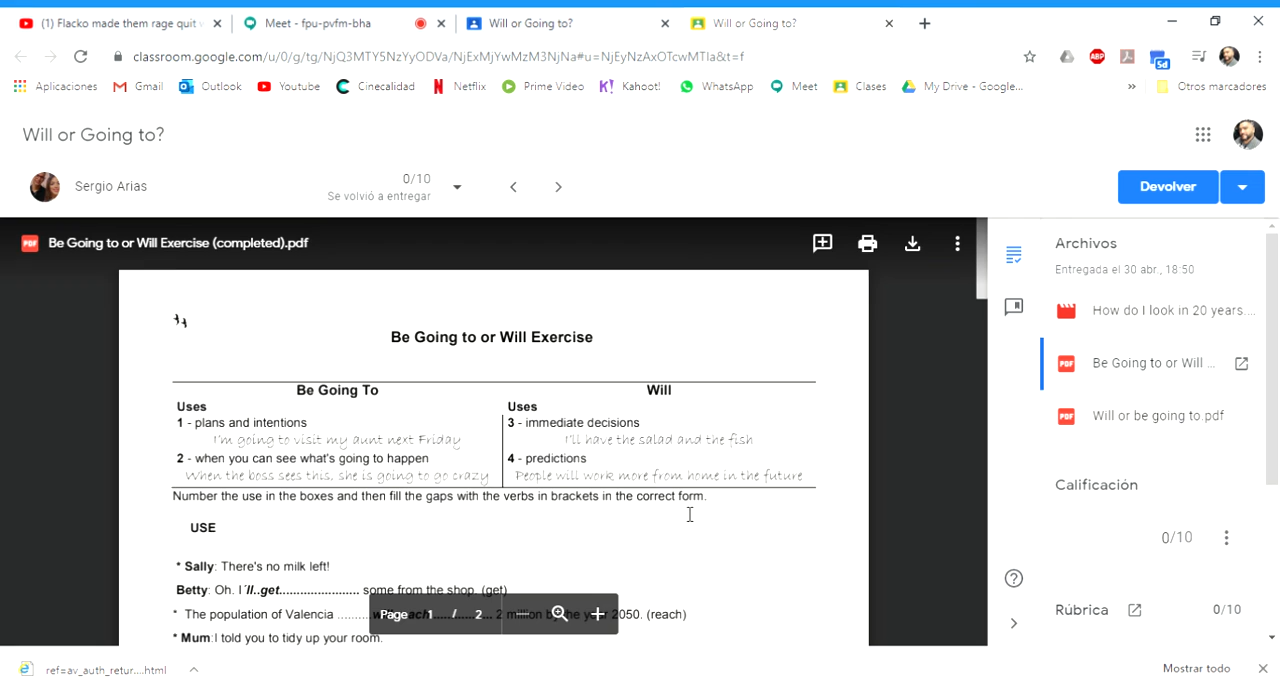 (1) Flacko made them rage quit w
Meet - fpu-pvfm-bha
Will or Going to?
Will or Going to?
classroom.google.com/u/0/g/tg/NjQ3MTY5NzYyODVa/NjExMjYwMzM3NjNa#u=NjEyNzAxOTcwMTIa&t=f
Aplicaciones
Gmail
Outlook
Youtube
Cinecalidad
Netflix
Prime Video
Kahoot!
WhatsApp
Meet
Clases
My Drive - Google...
»
Otros marcadores
Will or Going to?
Sergio Arias
0/10
Se volvió a entregar
Devolver
Be Going to or Will Exercise (completed).pdf
Be Going to or Will Exercise
Be Going To
Will
Uses
Uses
1 - plans and intentions
3 - immediate decisions
I'm going to visit my aunt next Friday
I'll have the salad and the fish
2 - when you can see what's going to happen
4 - predictions
When the boss sees this, she is going to go crazy
People will work more from home in the future
Number the use in the boxes and then fill the gaps with the verbs in brackets in the correct form.
USE
* Sally: There's no milk left!
Betty: Oh. I´ll..get...................... some from the shop. (get)
* The population of Valencia 2 million by the year 2050. (reach)
* Mum:I told you to tidy up your room.
Page 1 / 2
Archivos
Entregada el 30 abr., 18:50
How do I look in 20 years....
Be Going to or Will ...
Will or be going to.pdf
Calificación
0/10
Rúbrica
0/10
ref=av_auth_retur....html
Mostrar todo